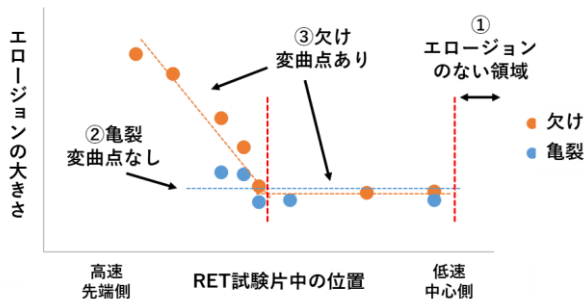 エロージョンの大きさ
①
エロージョン
のない領域
③欠け
変曲点あり
②亀裂
変曲点なし
欠け
亀裂
高速
先端側
RET試験片中の位置
低速
中心側